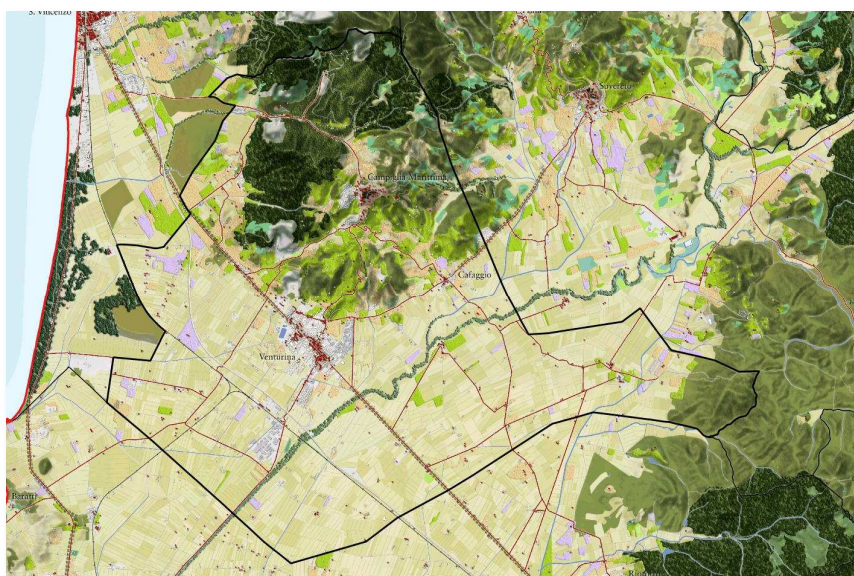 S. Vincenzo
Suvereto
Campiglia Marittima
Cafaggio
Venturina
Baratti